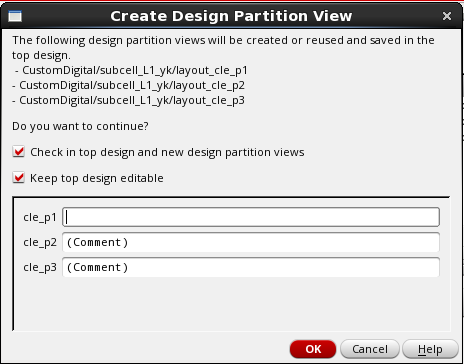 Create Design Partition View
The following design partition views will be created or reused and saved in the
top design.
- CustomDigital/subcell_L1_yk/layout_cle_p1
- CustomDigital/subcell_L1_yk/layout_cle_p2
- CustomDigital/subcell_L1_yk/layout_cle_p3
Do you want to continue?
Check in top design and new design partition views
Keep top design editable
cle_p1
cle_p2 (Comment)
cle_p3 (Comment)
OK Cancel Help